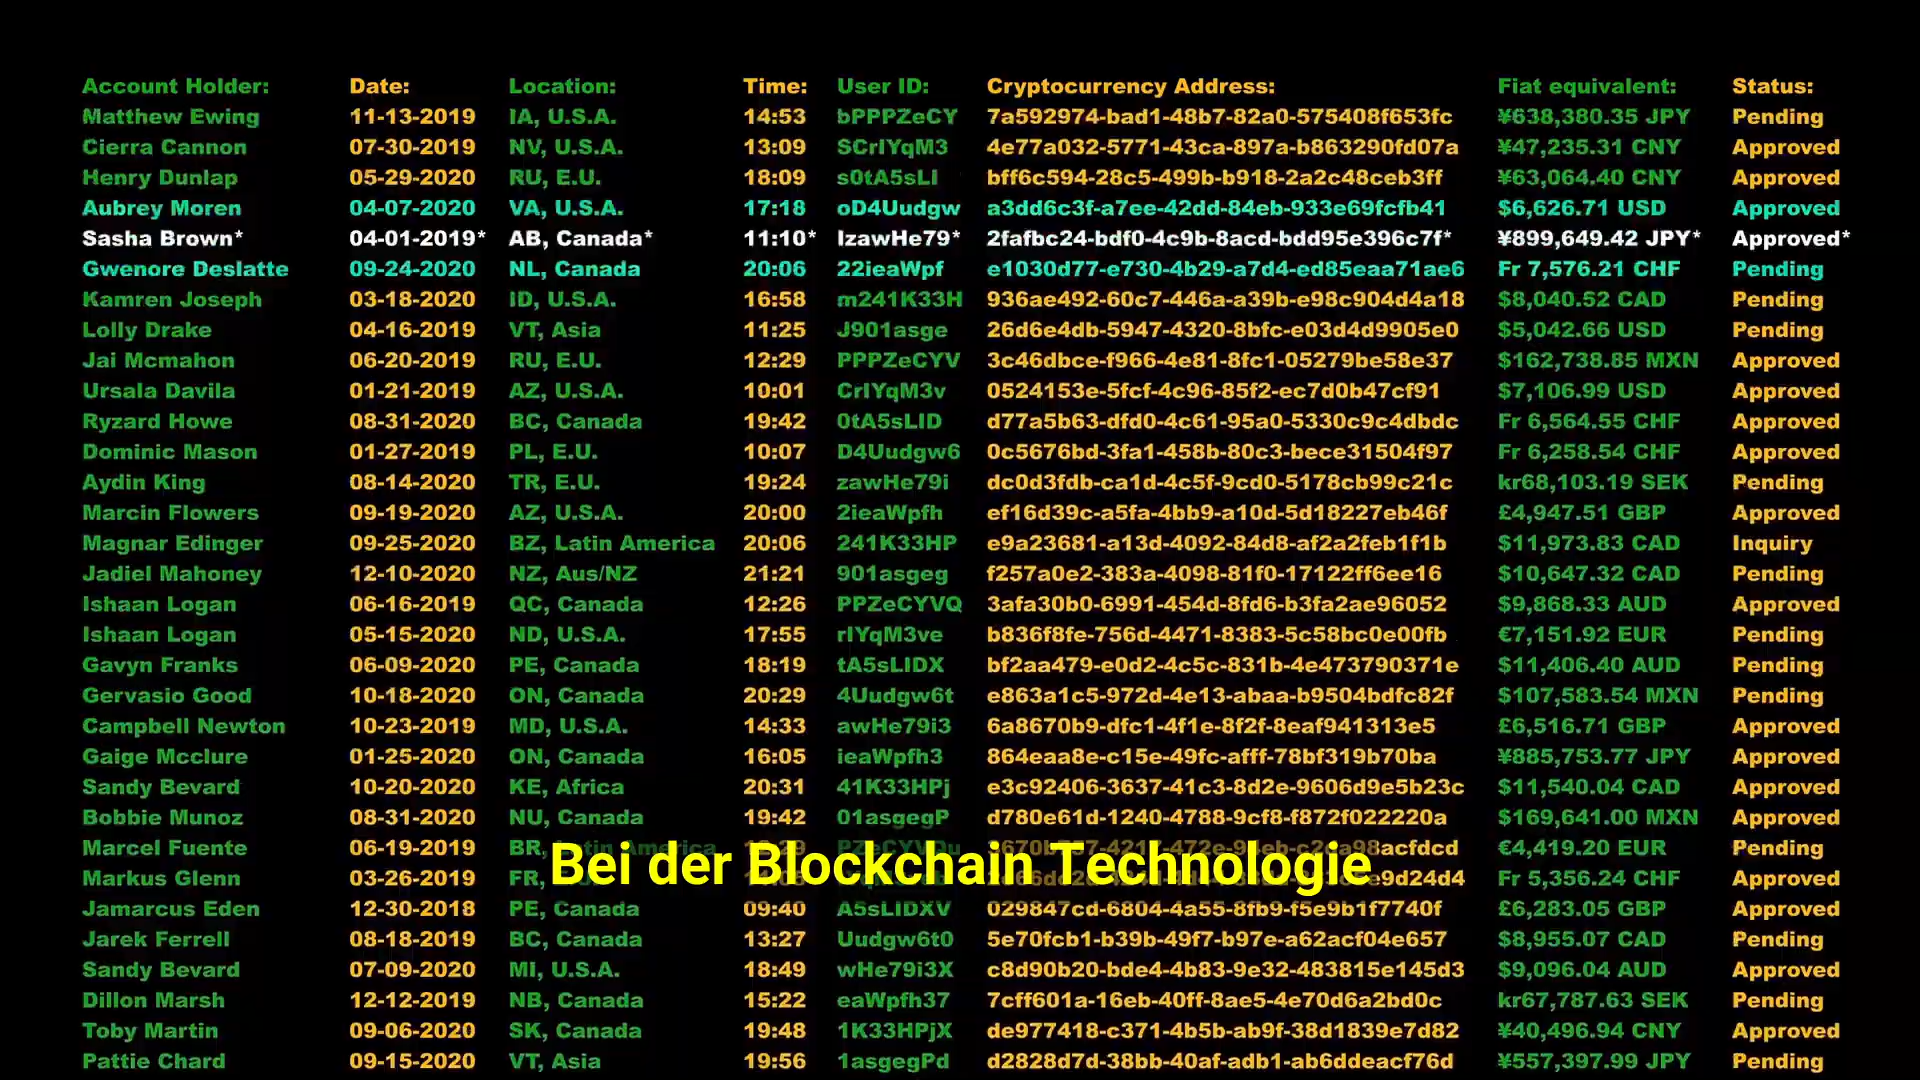 Account Holder: Date: Location: Time: User ID: Cryptocurrency Address: Fiat equivalent: Status:
Matthew Ewing 11-13-2019 IA, U.S.A. 14:53 bPPPZeCY 7a592974-bad1-48b7-82a0-575408f653fc ¥638,380.35 JPY Pending
Cierra Cannon 07-30-2019 NV, U.S.A. 13:09 SCrIYqM3 4e77a032-5771-43ca-897a-b863290fd07a ¥47,235.31 CNY Approved
Henry Dunlap 05-29-2020 RU, E.U. 18:09 s0tA5sLI bff6c594-28c5-499b-b918-2a2c48ceb3ff ¥63,064.40 CNY Approved
Aubrey Moren 04-07-2020 VA, U.S.A. 17:18 oD4Uudgw a3dd6c3f-a7ee-42dd-84eb-933e69fcfb41 $6,626.71 USD Approved
Sasha Brown* 04-01-2019* AB, Canada* 11:10* IzawHe79* 2fafbc24-bdf0-4c9b-8acd-bdd95e396c7f* ¥899,649.42 JPY* Approved*
Gwenore Deslatte 09-24-2020 NL, Canada 20:06 22ieaWpf e1030d77-e730-4b29-a7d4-ed85eaa71ae6 Fr 7,576.21 CHF Pending
Kamren Joseph 03-18-2020 ID, U.S.A. 16:58 m241K33H 936ae492-60c7-446a-a39b-e98c904d4a18 $8,040.52 CAD Pending
Lolly Drake 04-16-2019 VT, Asia 11:25 J901asge 26d6e4db-5947-4320-8bfc-e03d4d9905e0 $5,042.66 USD Pending
Jai Mcmahon 06-20-2019 RU, E.U. 12:29 PPPZeCYV 3c46dbce-f966-4e81-8fc1-05279be58e37 $162,738.85 MXN Approved
Ursala Davila 01-21-2019 AZ, U.S.A. 10:01 CrIYqM3v 0524153e-5fcf-4c96-85f2-ec7d0b47cf91 $7,106.99 USD Approved
Ryzard Howe 08-31-2020 BC, Canada 19:42 0tA5sLID d77a5b63-dfd0-4c61-95a0-5330c9c4dbdc Fr 6,564.55 CHF Approved
Dominic Mason 01-27-2019 PL, E.U. 10:07 D4Uudgw6 0c5676bd-3fa1-458b-80c3-bece31504f97 Fr 6,258.54 CHF Approved
Aydin King 08-14-2020 TR, E.U. 19:24 zawHe79i dc0d3fdb-ca1d-4c5f-9cd0-5178cb99c21c kr68,103.19 SEK Pending
Marcin Flowers 09-19-2020 AZ, U.S.A. 20:00 2ieaWpfh ef16d39c-a5fa-4bb9-a10d-5d18227eb46f £4,947.51 GBP Approved
Magnar Edinger 09-25-2020 BZ, Latin America 20:06 241K33HP e9a23681-a13d-4092-84d8-af2a2feb1f1b $11,973.83 CAD Inquiry
Jadiel Mahoney 12-10-2020 NZ, Aus/NZ 21:21 901asgeg f257a0e2-383a-4098-81f0-17122ff6ee16 $10,647.32 CAD Pending
Ishaan Logan 06-16-2019 QC, Canada 12:26 PPZeCYVQ 3afa30b0-6991-454d-8fd6-b3fa2ae96052 $9,868.33 AUD Approved
Ishaan Logan 05-15-2020 ND, U.S.A. 17:55 rIYqM3ve b836f8fe-756d-4471-8383-5c58bc0e00fb €7,151.92 EUR Pending
Gavyn Franks 06-09-2020 PE, Canada 18:19 tA5sLIDX bf2aa479-e0d2-4c5c-831b-4e473790371e $11,406.40 AUD Pending
Gervasio Good 10-18-2020 ON, Canada 20:29 4Uudgw6t e863a1c5-972d-4e13-abaa-b9504bdfc82f $107,583.54 MXN Pending
Campbell Newton 10-23-2019 MD, U.S.A. 14:33 awHe79i3 6a8670b9-dfc1-4f1e-8f2f-8eaf941313e5 £6,516.71 GBP Approved
Gaige Mcclure 01-25-2020 ON, Canada 16:05 ieaWpfh3 864eaa8e-c15e-49fc-afff-78bf319b70ba ¥885,753.77 JPY Approved
Sandy Bevard 10-20-2020 KE, Africa 20:31 41K33HPj e3c92406-3637-41c3-8d2e-9606d9e5b23c $11,540.04 CAD Approved
Bobbie Munoz 08-31-2020 NU, Canada 19:42 01asgegP d780e61d-1240-4788-9cf8-f872f022220a $169,641.00 MXN Approved
Marcel Fuente 06-19-2019 BR, Latin America €4,419.20 EUR Pending
Bei der Blockchain Technologie
Markus Glenn 03-26-2019 FR, Fr 5,356.24 CHF Approved
Jamarcus Eden 12-30-2018 PE, Canada 09:40 A5sLIDXV 029847cd-6804-4a55-8fb9-f5e9b1f7740f £6,283.05 GBP Approved
Jarek Ferrell 08-18-2019 BC, Canada 13:27 Uudgw6t0 5e70fcb1-b39b-49f7-b97e-a62acf04e657 $8,955.07 CAD Pending
Sandy Bevard 07-09-2020 MI, U.S.A. 18:49 wHe79i3X c8d90b20-bde4-4b83-9e32-483815e145d3 $9,096.04 AUD Approved
Dillon Marsh 12-12-2019 NB, Canada 15:22 eaWpfh37 7cff601a-16eb-40ff-8ae5-4e70d6a2bd0c kr67,787.63 SEK Pending
Toby Martin 09-06-2020 SK, Canada 19:48 1K33HPjX de977418-c371-4b5b-ab9f-38d1839e7d82 ¥40,496.94 CNY Approved
Pattie Chard 09-15-2020 VT, Asia 19:56 1asgegPd d2828d7d-38bb-40af-adb1-ab6ddeacf76d ¥557,397.99 JPY Pending